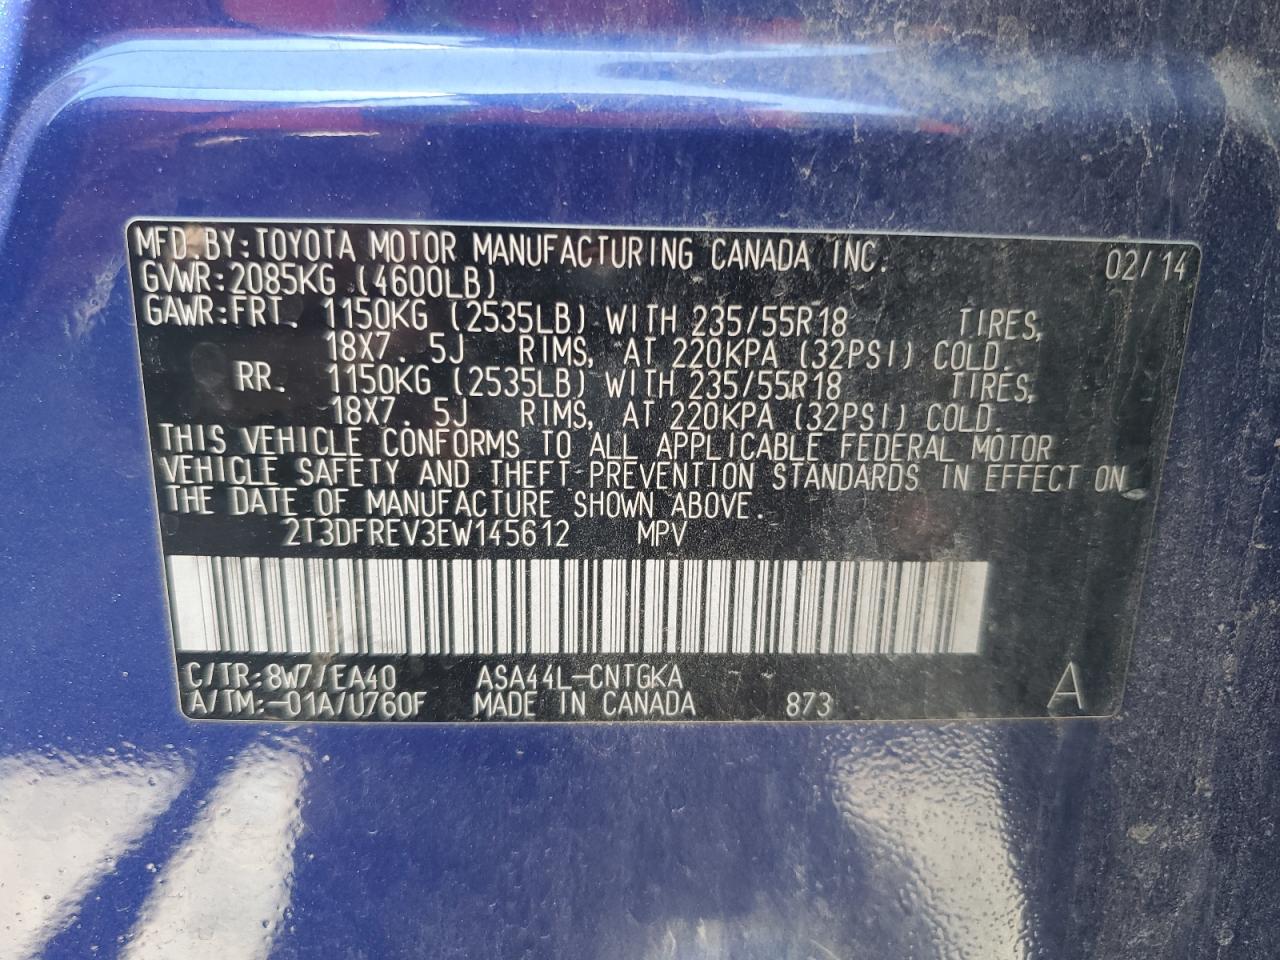 MFD.BY:TOYOTA MOTOR MANUFACTURING CANADA INC. 02/14
GVWR:2085KG (4600LB)
GAWR:FRT. 1150KG (2535LB) WITH 235/55R18 TIRES,
18X7.5J RIMS, AT 220KPA (32PSI) COLD.
RR. 1150KG (2535LB) WITH 235/55R18 TIRES,
18X7.5J RIMS, AT 220KPA (32PSI) COLD.
THIS VEHICLE CONFORMS TO ALL APPLICABLE FEDERAL MOTOR
VEHICLE SAFETY AND THEFT PREVENTION STANDARDS IN EFFECT ON
THE DATE OF MANUFACTURE SHOWN ABOVE.
2T3DFREV3EW145612 MPV
C/TR:8W7/EA40 ASA44L-CNTGKA
A/TM:-01A/U760F MADE IN CANADA 873 A